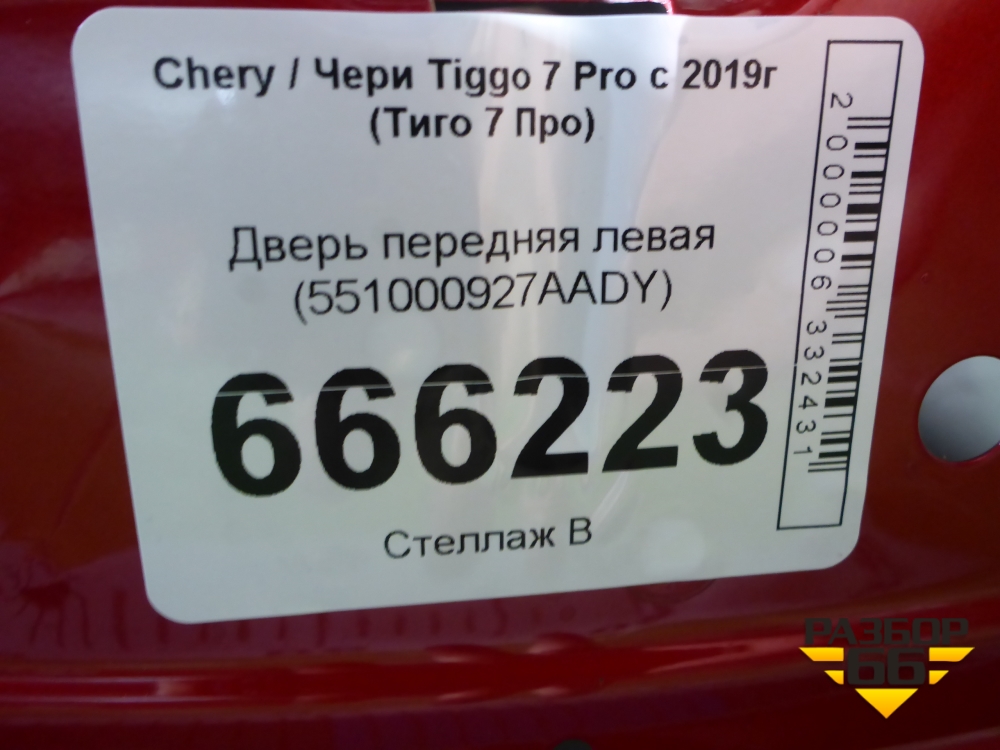 Chery / Чери Tiggo 7 Pro с 2019г
(Тиго 7 Про)
Дверь передняя левая
(551000927AADY)
666223
Стеллаж В
2000006332431
РАЗБОР
66